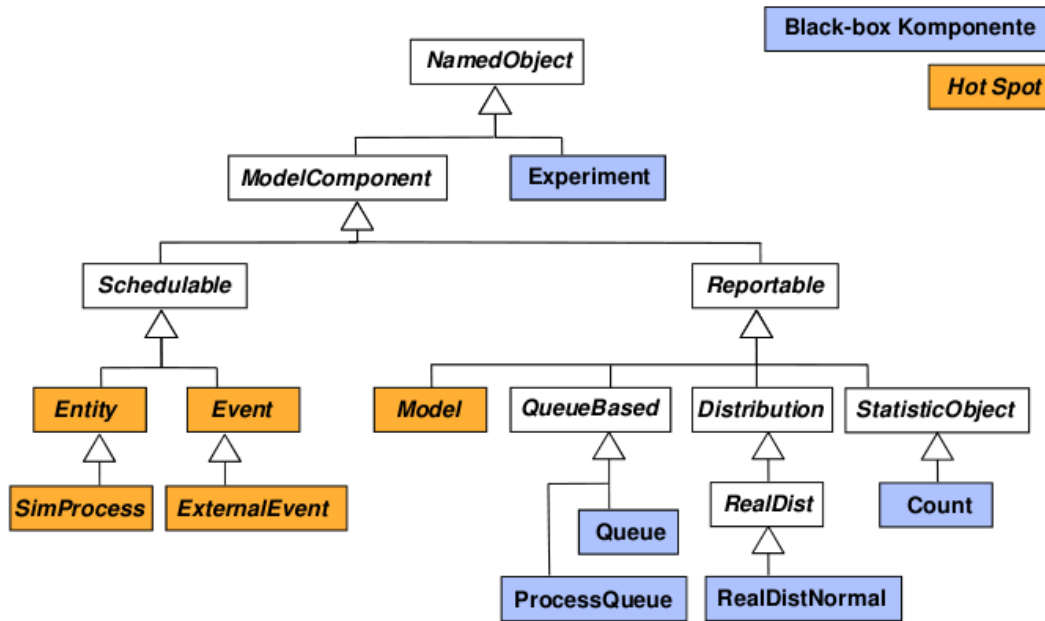 Black-box Komponente
NamedObject
Hot Spot
ModelComponent
Experiment
Schedulable
Reportable
Entity
Event
Model
QueueBased
Distribution
StatisticObject
SimProcess
ExternalEvent
RealDist
Count
Queue
ProcessQueue
RealDistNormal